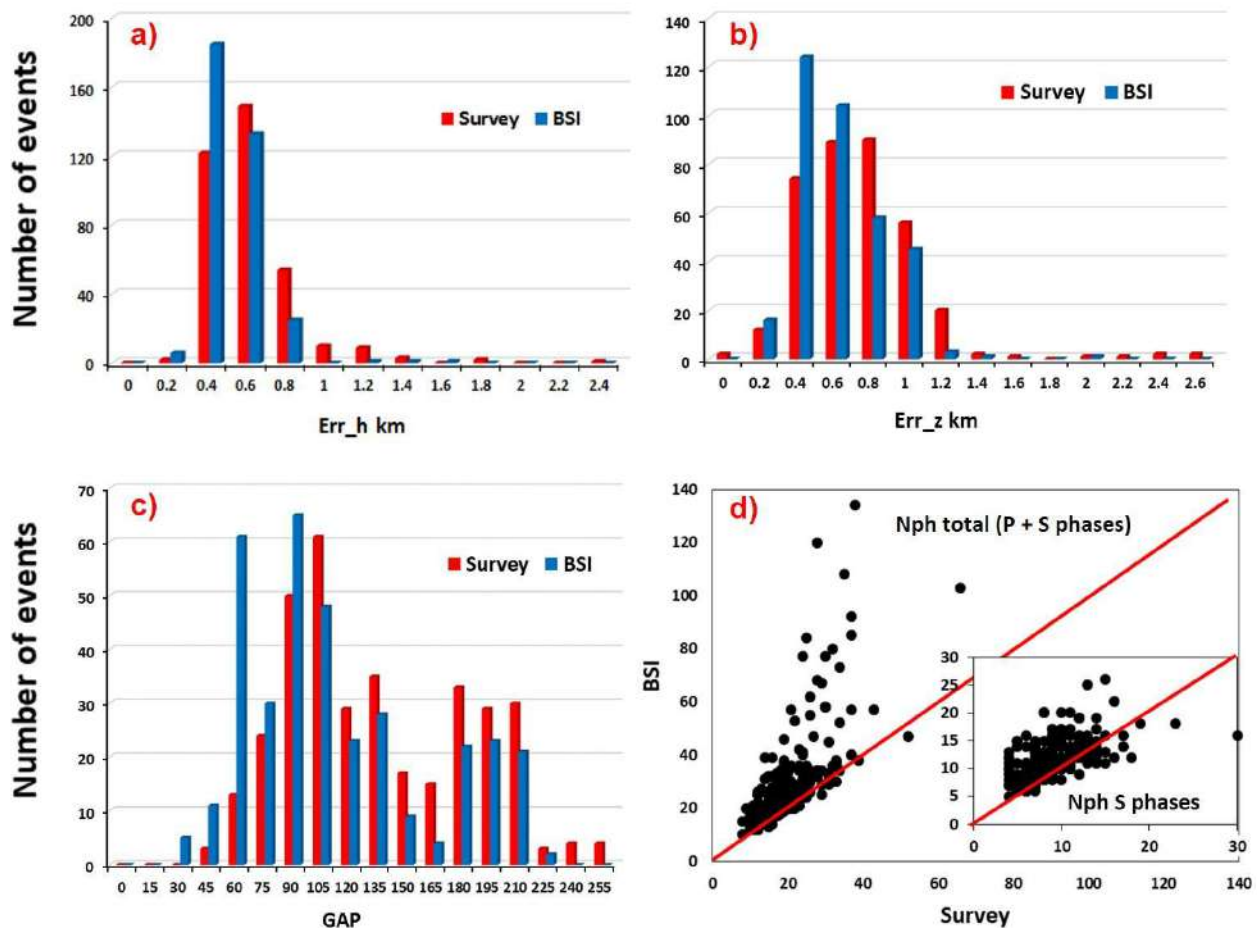 a)
Number of events
200
160
120
80
40
0
Survey BSI
0 0.2 0.4 0.6 0.8 1 1.2 1.4 1.6 1.8 2 2.2 2.4
Err_h km
b)
140
120
100
80
60
40
20
0
Survey BSI
0 0.2 0.4 0.6 0.8 1 1.2 1.4 1.6 1.8 2 2.2 2.4 2.6
Err_z km
c)
Number of events
70
60
50
40
30
20
10
0
Survey BSI
0 15 30 45 60 75 90 105 120 135 150 165 180 195 210 225 240 255
GAP
d)
Nph total (P + S phases)
BSI
140
120
100
80
60
40
20
0
30
25
20
15
10
5
0
Nph S phases
0 10 20 30
0 20 40 60 80 100 120 140
Survey